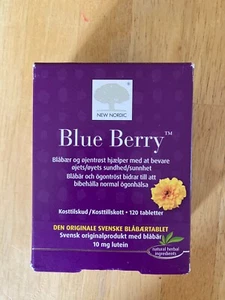 NEW NORDIC
Blue Berry™
Blåbær og øjentrøst hjælper med at bevare
øjets/øyets sundhed/sunnhet
Blåbär och ögontröst bidrar till att
bibehålla normal ögonhälsa
Kosttilskud/Kosttillskott • 120 tabletter
DEN ORIGINALE SVENSKE BLÅBÆRTABLET
Svensk originalprodukt med blåbär
10 mg lutein
natural herbal
ingredients